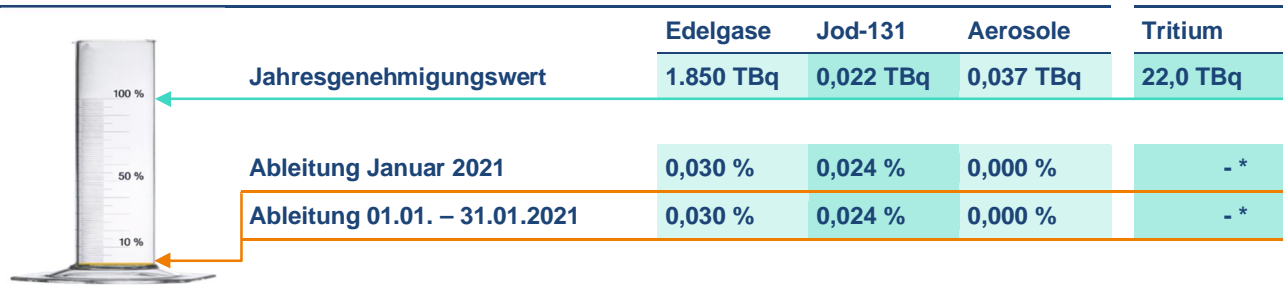 Edelgase Jod-131 Aerosole Tritium
Jahresgenehmigungswert 1.850 TBq 0,022 TBq 0,037 TBq 22,0 TBq
100 %
Ableitung Januar 2021 0,030 % 0,024 % 0,000 % - *
50 %
Ableitung 01.01. – 31.01.2021 0,030 % 0,024 % 0,000 % - *
10 %